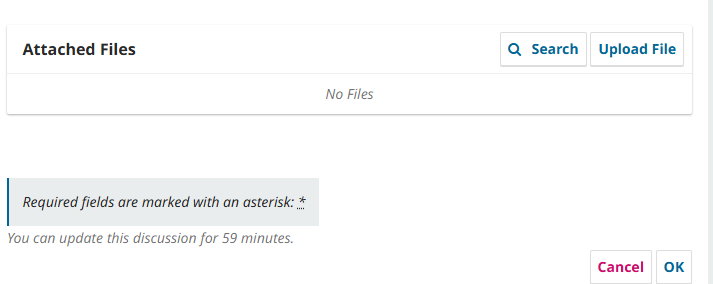 Attached Files
Search
Upload File
No Files
Required fields are marked with an asterisk: *
You can update this discussion for 59 minutes.
Cancel
OK